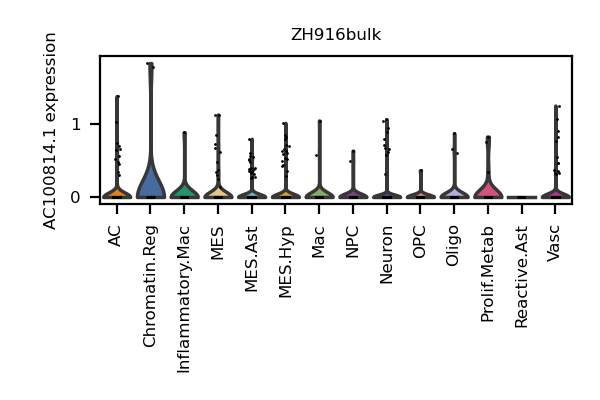 ZH916bulk
AC100814.1 expression
1
0
AC
Chromatin.Reg
Inflammatory.Mac
MES
MES.Ast
MES.Hyp
Mac
NPC
Neuron
OPC
Oligo
Prolif.Metab
Reactive.Ast
Vasc